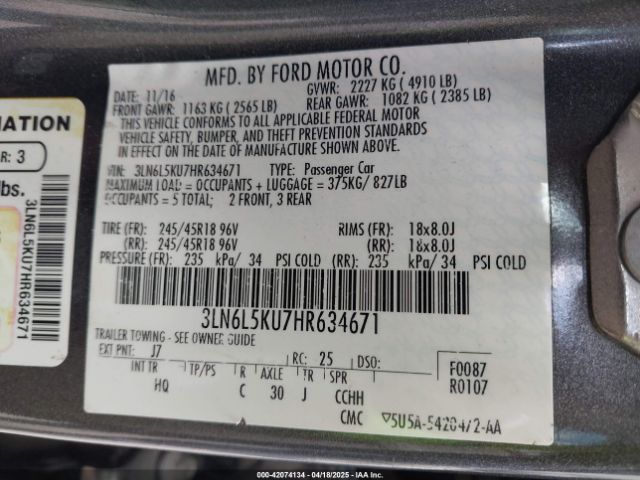 MFD. BY FORD MOTOR CO.
DATE: 11/16
GVWR: 2227 KG ( 4910 LB)
FRONT GAWR: 1163 KG ( 2565 LB)
REAR GAWR: 1082 KG ( 2385 LB)
THIS VEHICLE CONFORMS TO ALL APPLICABLE FEDERAL MOTOR
VEHICLE SAFETY, BUMPER, AND THEFT PREVENTION STANDARDS
IN EFFECT ON THE DATE OF MANUFACTURE SHOWN ABOVE.
VIN: 3LN6L5KU7HR634671 TYPE: Passenger Car
MAXIMUM LOAD = OCCUPANTS + LUGGAGE = 375KG/ 827LB
OCCUPANTS = 5 TOTAL; 2 FRONT, 3 REAR
TIRE (FR): 245/45R18 96V RIMS (FR): 18x8.0J
(RR): 245/45R18 96V (RR): 18x8.0J
PRESSURE (FR): 235 kPa/ 34 PSI COLD (RR): 235 kPa/ 34 PSI COLD
3LN6L5KU7HR634671
TRAILER TOWING - SEE OWNER GUIDE
EXT PNT: J7 RC: 25 DSO:
INT TR TP/PS R AXLE TR SPR
HQ C 30 J CCHH
F0087
R0107
CMC ▽5U5A-5420472-AA
MATION
R: 3
lbs.
3LN6L5KU7HR634671
000-42074134 - 04/18/2025 - IAAI. INC.